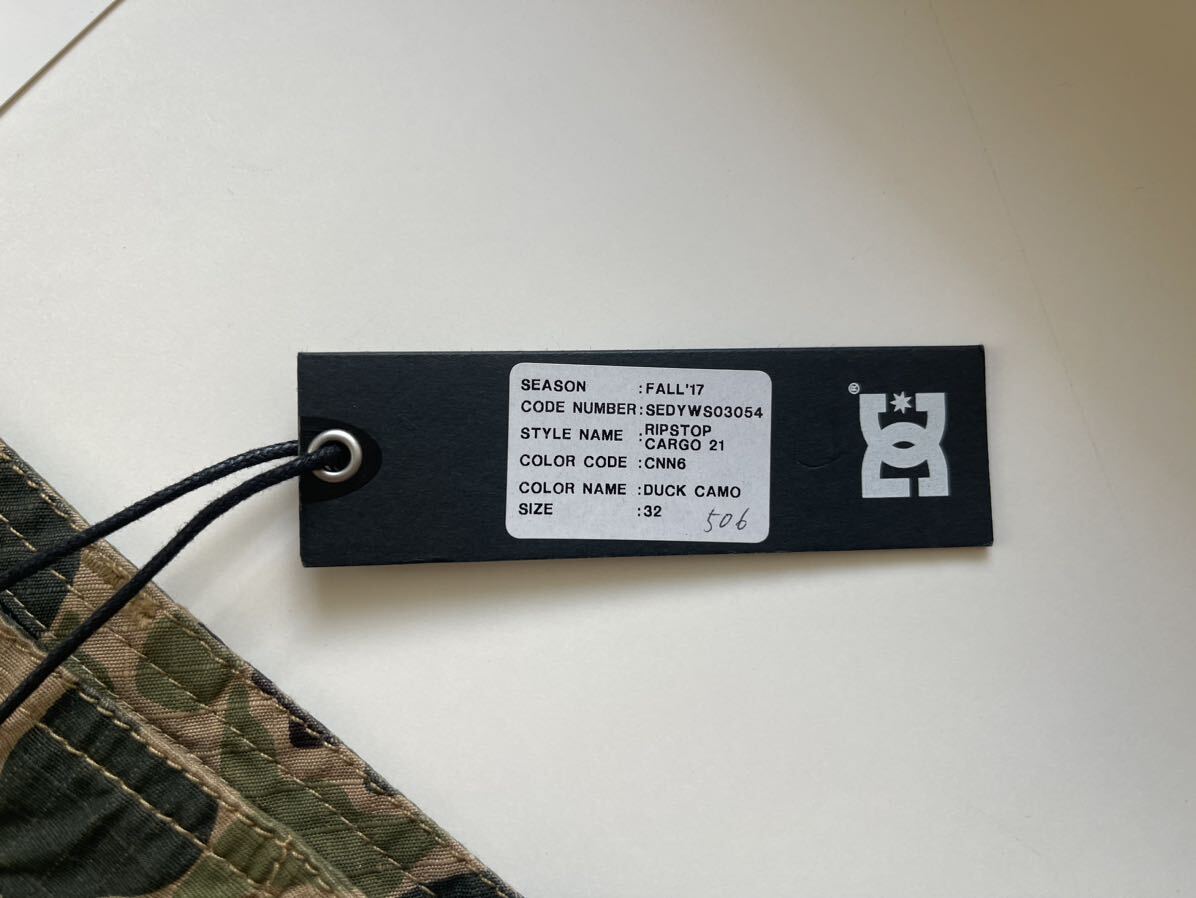 SEASON :FALL'17
CODE NUMBER:SEDYWS03054
STYLE NAME :RIPSTOP
CARGO 21
COLOR CODE :CNN6
COLOR NAME :DUCK CAMO
SIZE :32
506
DC
®